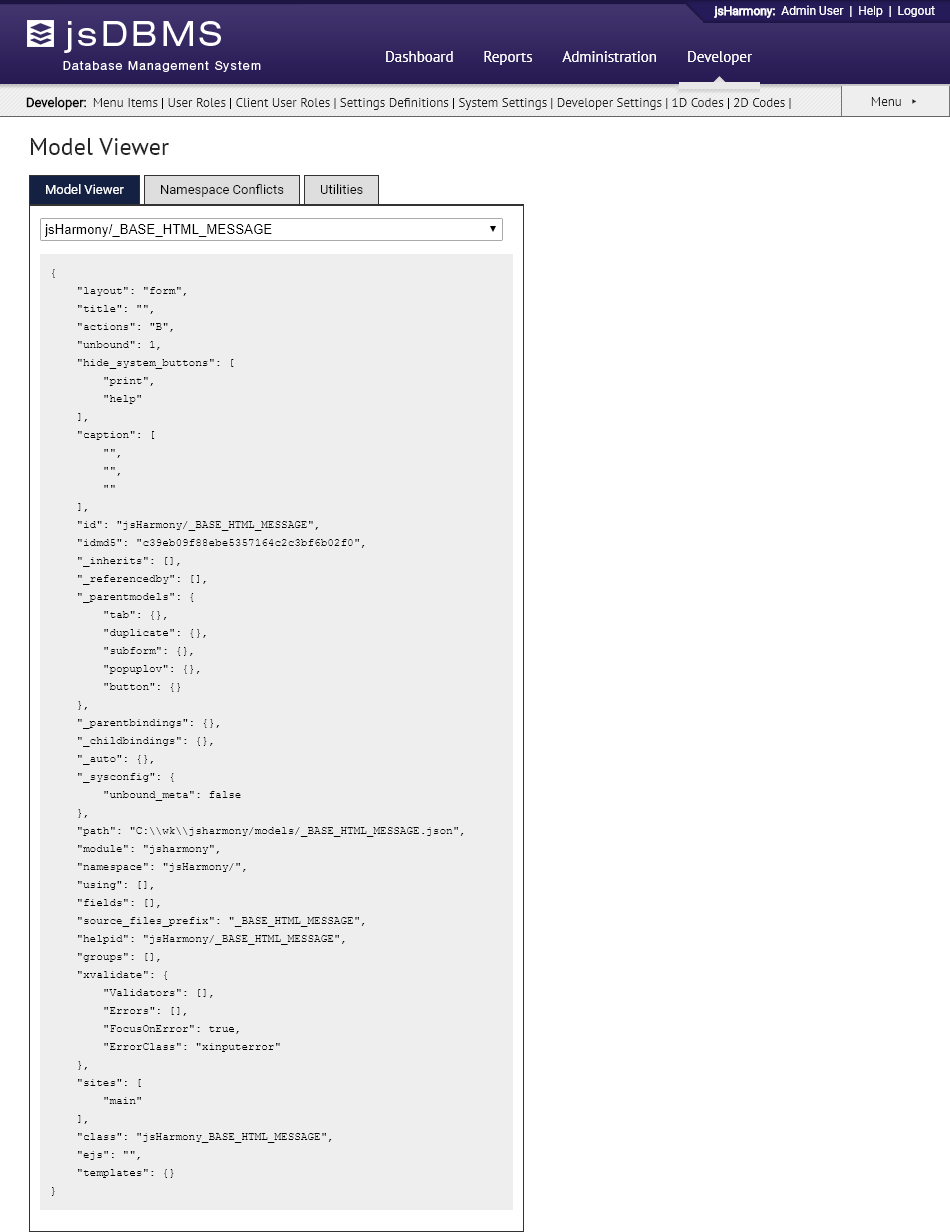 jsHarmony: Admin User | Help | Logout
jsDBMS
Database Management System
Dashboard Reports Administration Developer
Developer: Menu Items | User Roles | Client User Roles | Settings Definitions | System Settings | Developer Settings | 1D Codes | 2D Codes | Menu ▸
Model Viewer
Model Viewer Namespace Conflicts Utilities
jsHarmony/_BASE_HTML_MESSAGE ▼
{
    "layout": "form",
    "title": "",
    "actions": "B",
    "unbound": 1,
    "hide_system_buttons": [
        "print",
        "help"
    ],
    "caption": [
        "",
        "",
        ""
    ],
    "id": "jsHarmony/_BASE_HTML_MESSAGE",
    "idmd5": "c39eb09f88ebe5357164c2c3bf6b02f0",
    "_inherits": [],
    "_referencedby": [],
    "_parentmodels": {
        "tab": {},
        "duplicate": {},
        "subform": {},
        "popuplov": {},
        "button": {}
    },
    "_parentbindings": {},
    "_childbindings": {},
    "_auto": {},
    "_sysconfig": {
        "unbound_meta": false
    },
    "path": "C:\\wk\\jsharmony/models/_BASE_HTML_MESSAGE.json",
    "module": "jsharmony",
    "namespace": "jsHarmony/",
    "using": [],
    "fields": [],
    "source_files_prefix": "_BASE_HTML_MESSAGE",
    "helpid": "jsHarmony/_BASE_HTML_MESSAGE",
    "groups": [],
    "xvalidate": {
        "Validators": [],
        "Errors": [],
        "FocusOnError": true,
        "ErrorClass": "xinputerror"
    },
    "sites": [
        "main"
    ],
    "class": "jsHarmony_BASE_HTML_MESSAGE",
    "ejs": "",
    "templates": {}
}